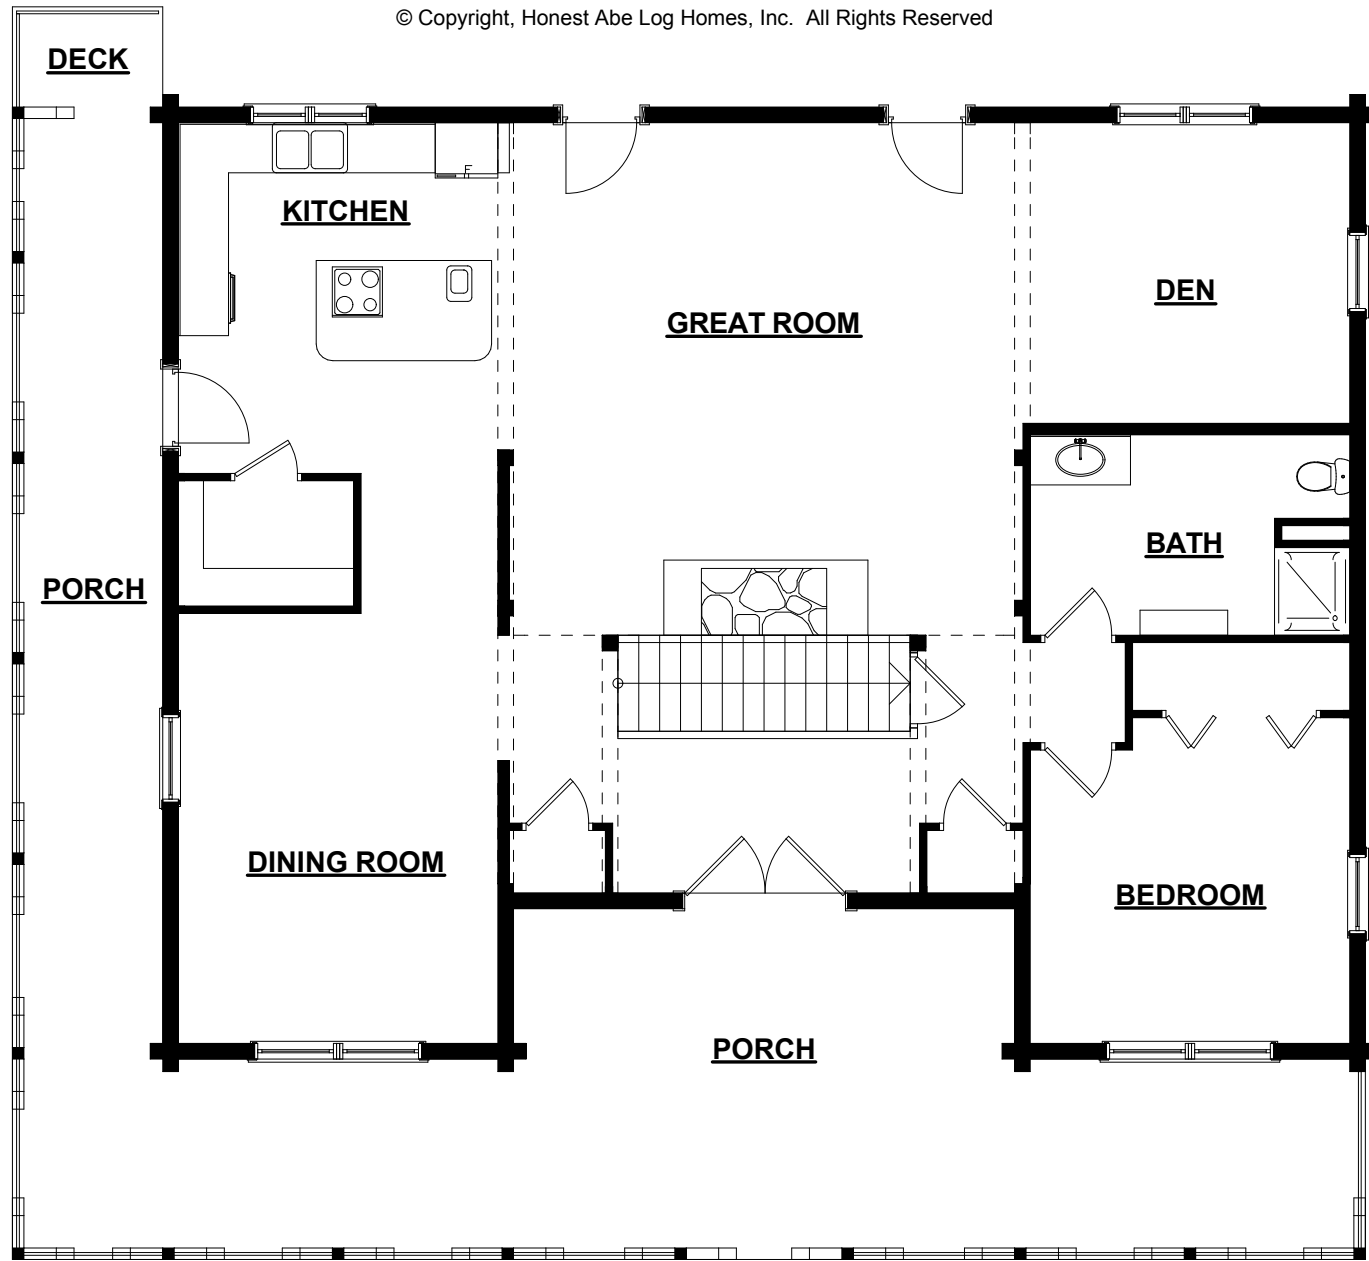 © Copyright, Honest Abe Log Homes, Inc.  All Rights Reserved
DECK
KITCHEN
F
DEN
GREAT ROOM
BATH
PORCH
DINING ROOM
BEDROOM
PORCH